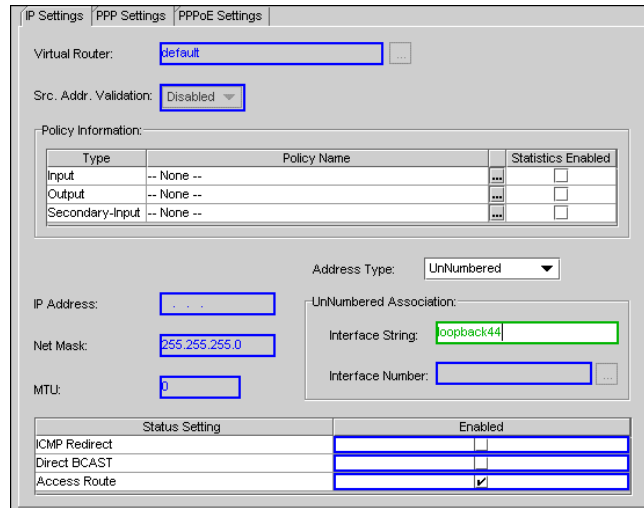 IP Settings PPP Settings PPPoE Settings
Virtual Router: default ...
Src. Addr. Validation: Disabled
Policy Information:
Type Policy Name Statistics Enabled
Input -- None -- ...
Output -- None -- ...
Secondary-Input -- None -- ...
Address Type: UnNumbered
IP Address: . . .
UnNumbered Association:
Interface String: loopback44
Net Mask: 255.255.255.0
Interface Number: ...
MTU: 0
Status Setting Enabled
ICMP Redirect
Direct BCAST
Access Route